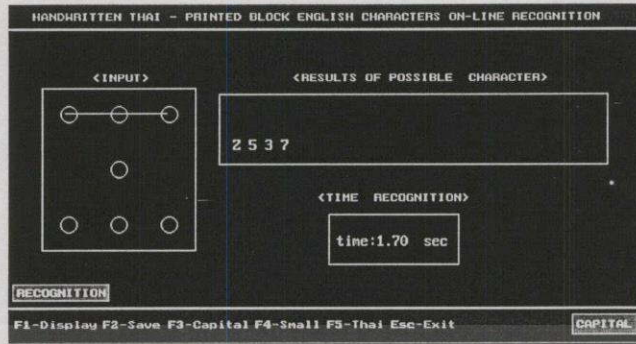 HANDWRITTEN THAI - PRINTED BLOCK ENGLISH CHARACTERS ON-LINE RECOGNITION
<INPUT>
<RESULTS OF POSSIBLE CHARACTER>
2 5 3 7
<TIME RECOGNITION>
time:1.70 sec
RECOGNITION
F1-Display F2-Save F3-Capital F4-Small F5-Thai Esc-Exit
CAPITAL